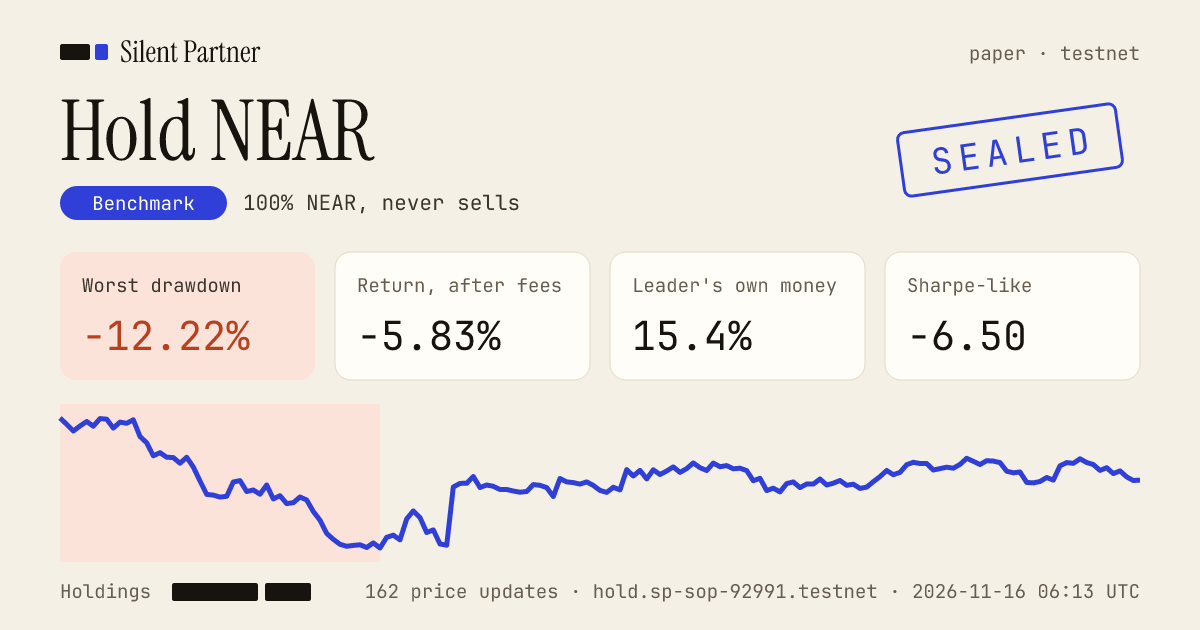 Silent Partner
paper · testnet
Hold NEAR
SEALED
Benchmark
100% NEAR, never sells
Worst drawdown
-12.22%
Return, after fees
-5.83%
Leader's own money
15.4%
Sharpe-like
-6.50
Holdings
162 price updates · hold.sp-sop-92991.testnet · 2026-11-16 06:13 UTC